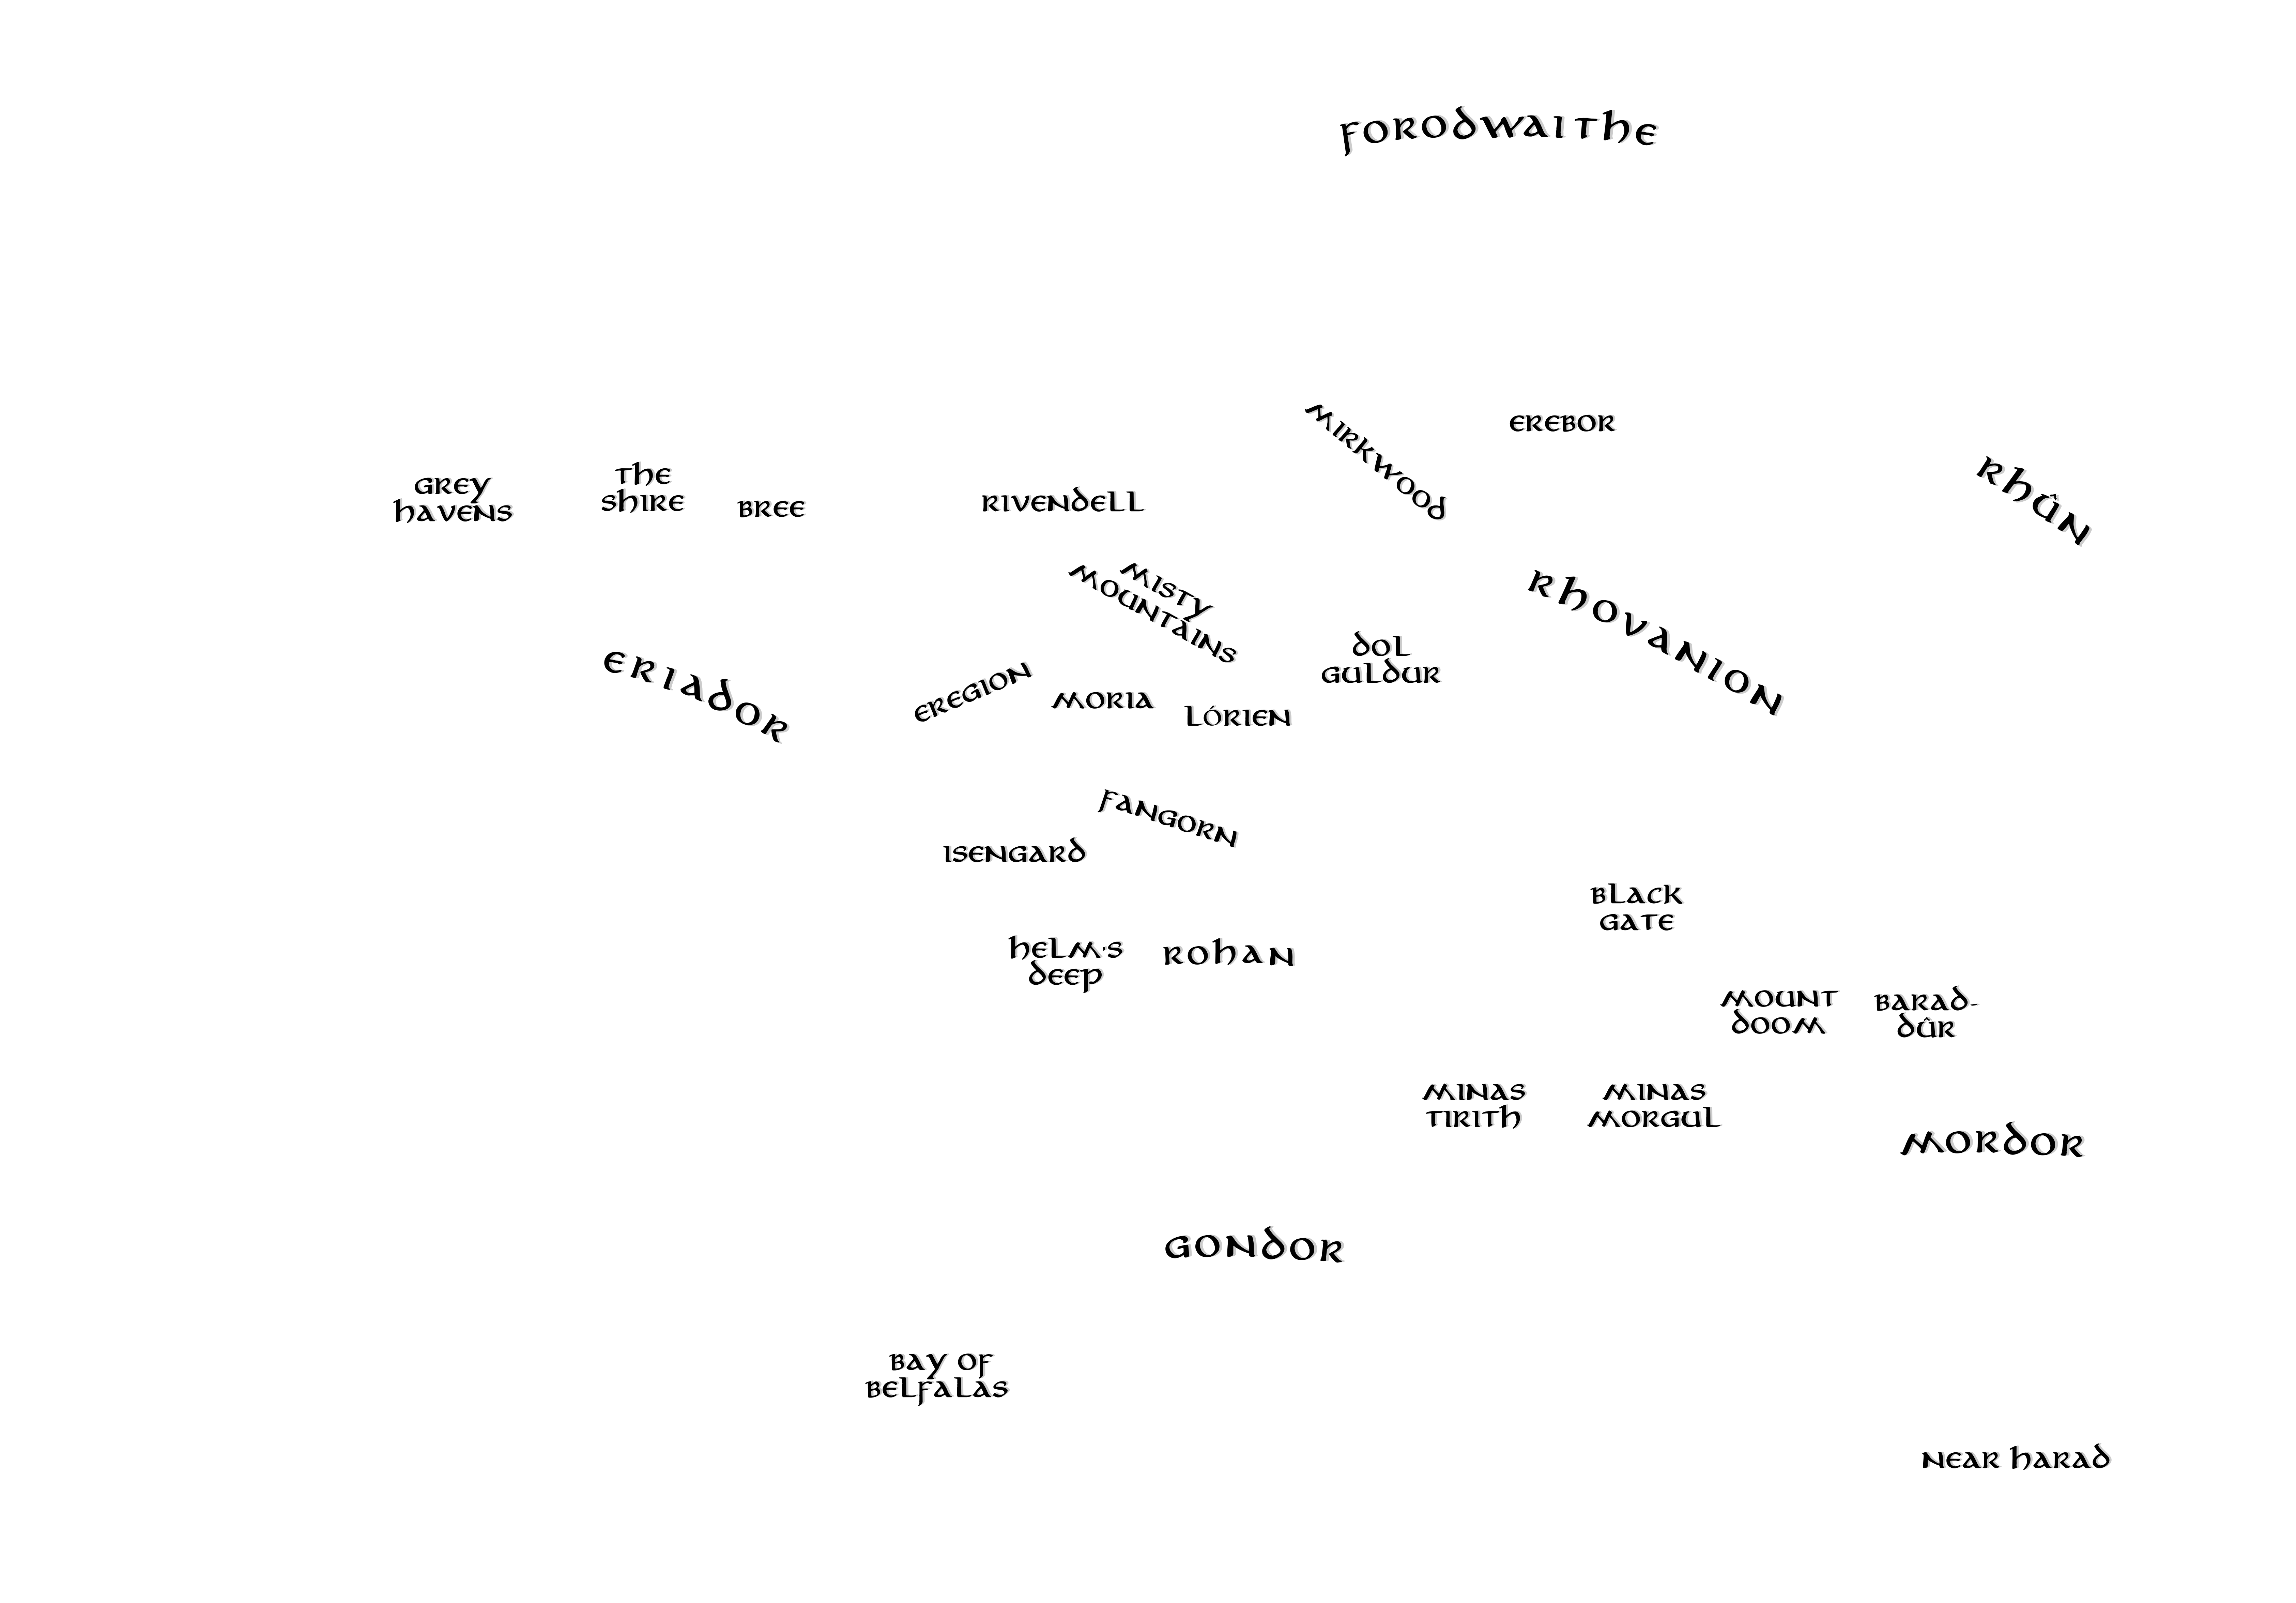 FORODWAITHE
MIRKWOOD
EREBOR
RHÛN
GREY
HAVENS
THE
SHIRE
BREE
RIVENDELL
MISTY
MOUNTAINS
RHOVANION
DOL
GULDUR
ERIADOR
EREGION
MORIA
LÓRIEN
FANGORN
ISENGARD
BLACK
GATE
HELM'S
DEEP
ROHAN
MOUNT
DOOM
BARAD-
DÛR
MINAS
TIRITH
MINAS
MORGUL
MORDOR
GONDOR
BAY OF
BELFALAS
NEAR HARAD